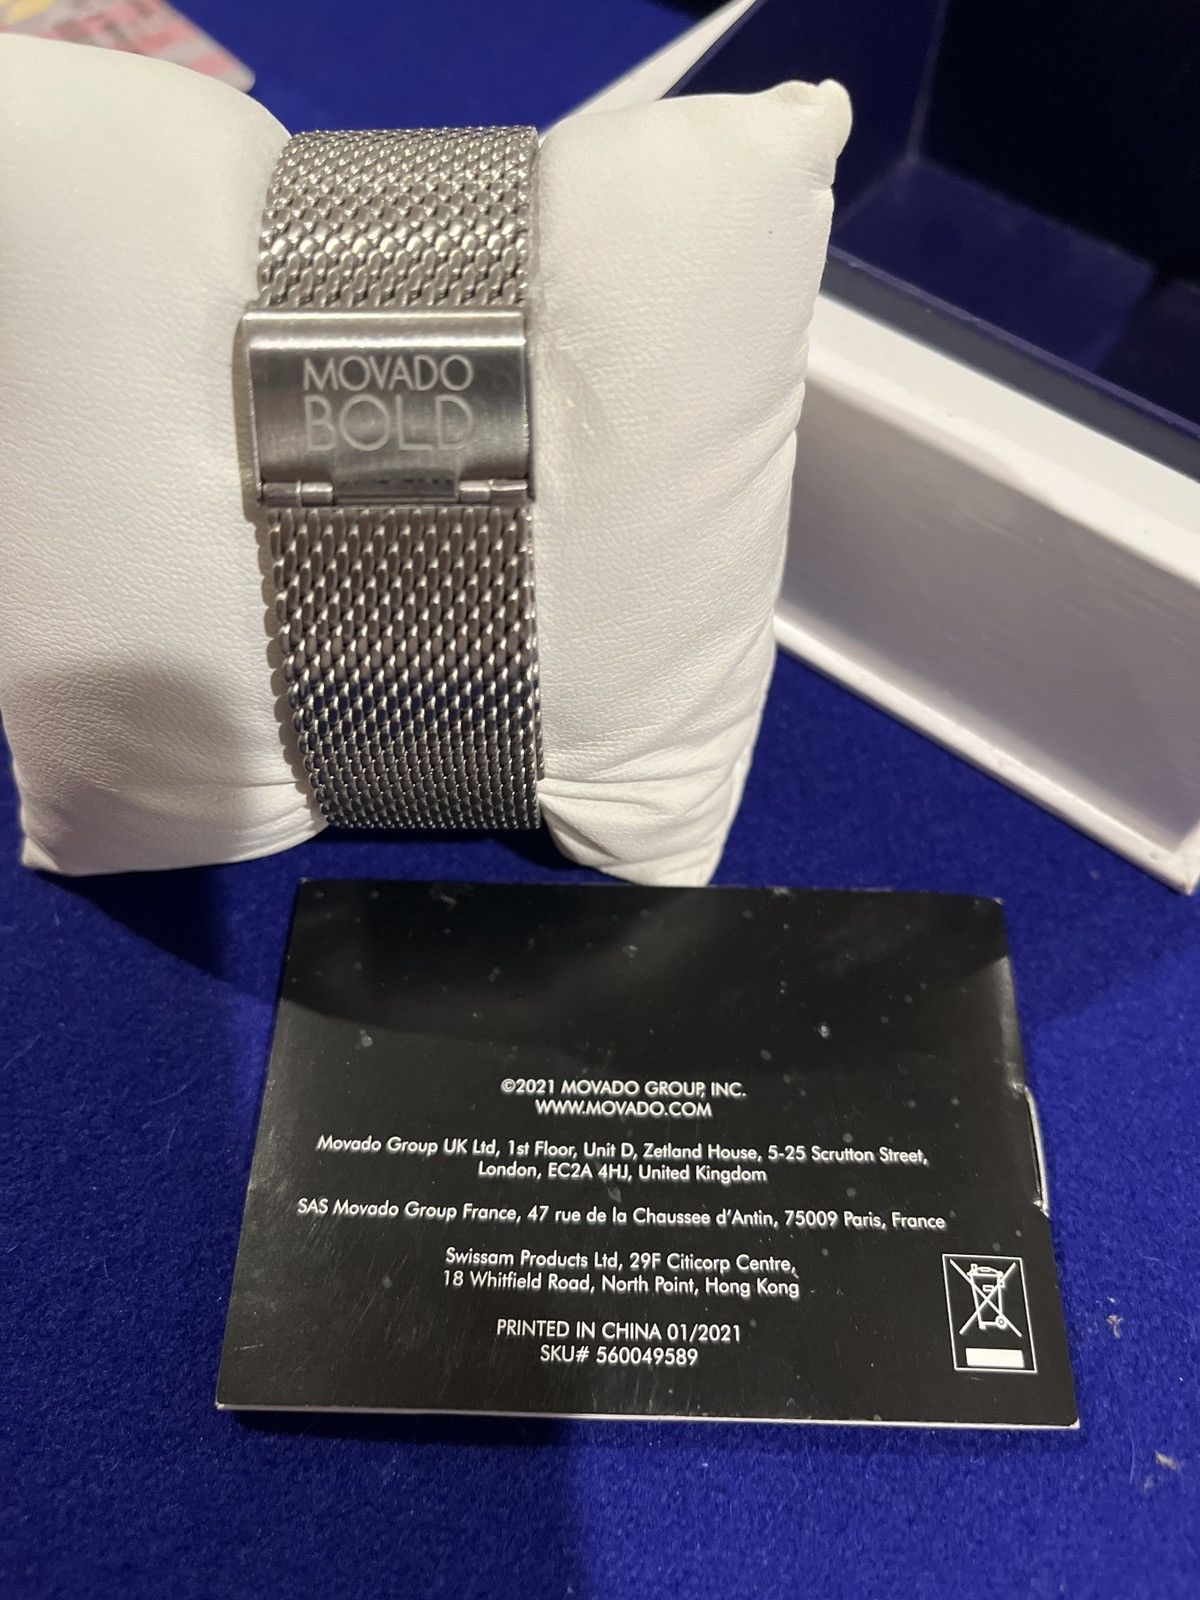 MOVADO
BOLD
©2021 MOVADO GROUP, INC.
WWW.MOVADO.COM
Movado Group UK Ltd, 1st Floor, Unit D, Zetland House, 5-25 Scrutton Street,
London, EC2A 4HJ, United Kingdom
SAS Movado Group France, 47 rue de la Chaussee d'Antin, 75009 Paris, France
Swissam Products Ltd, 29F Citicorp Centre,
18 Whitfield Road, North Point, Hong Kong
PRINTED IN CHINA 01/2021
SKU# 560049589